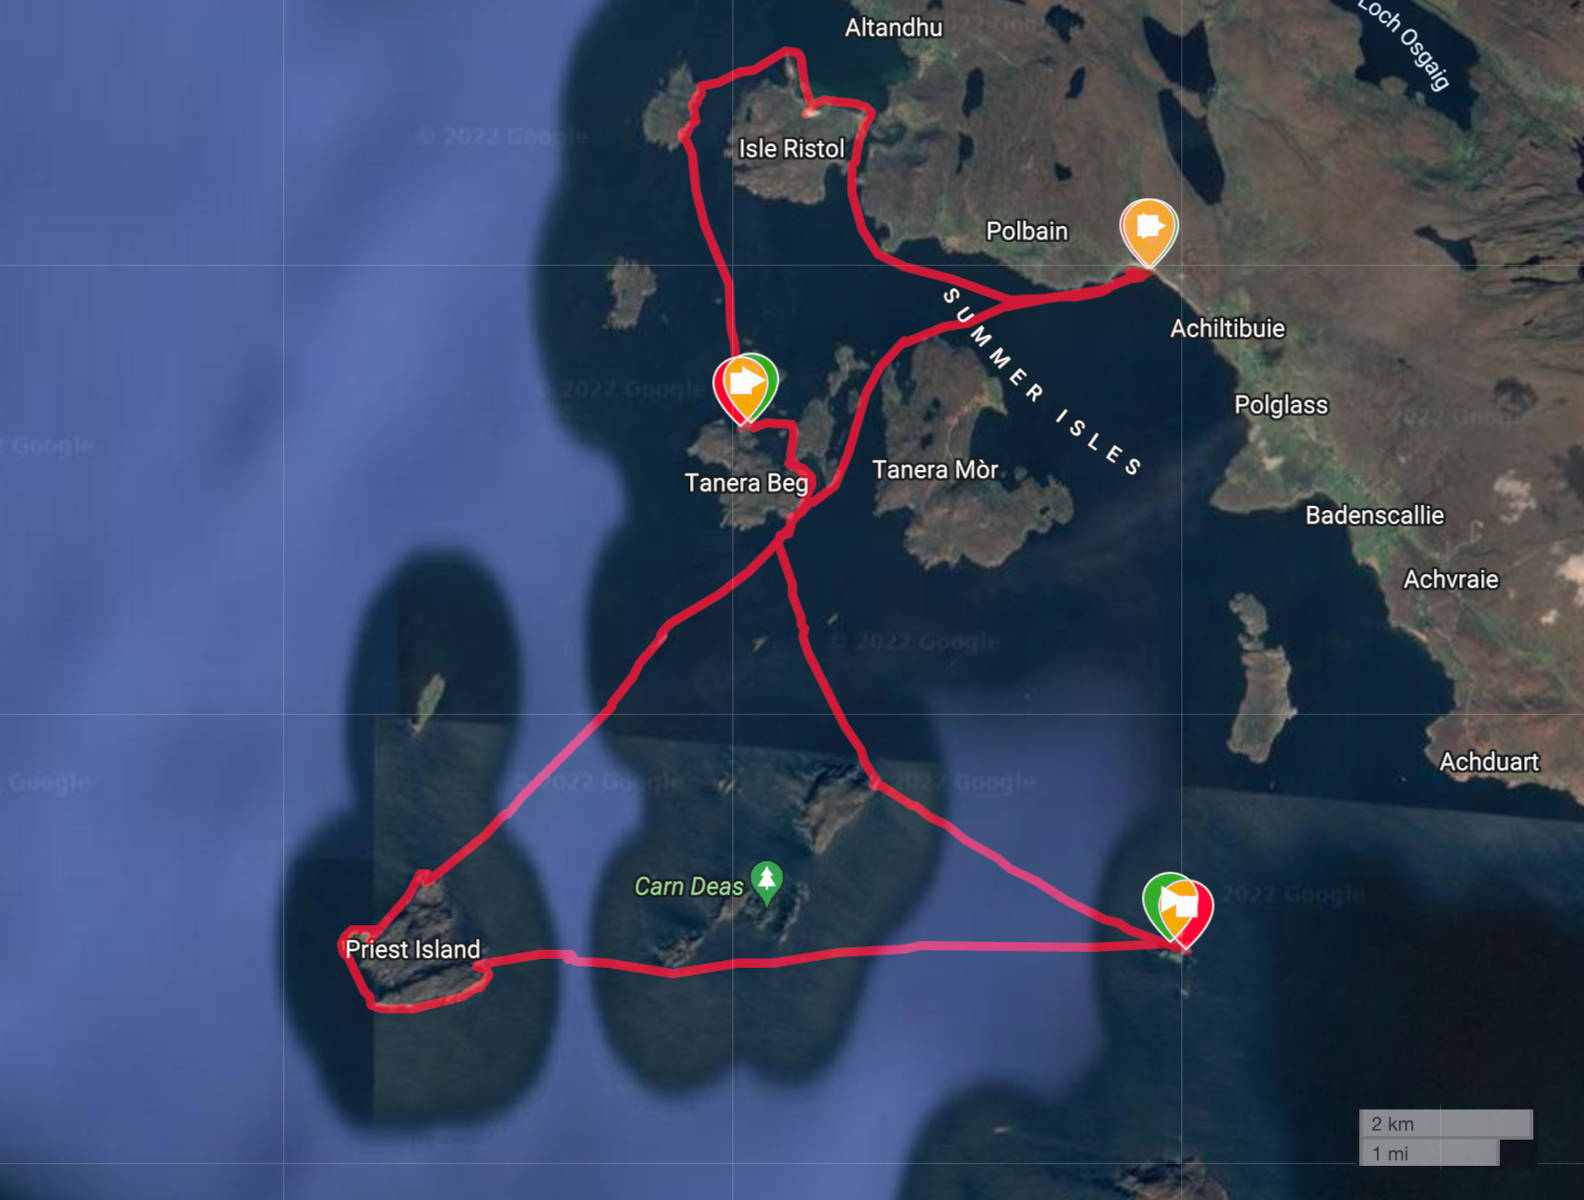 Altandhu
Loch Osgaig
© 2022 Google
Isle Ristol
Polbain
SUMMER ISLES
Achiltibuie
© 2022 Google
Polglass
2 Google
Tanera Beg
Tanera Mòr
Badenscallie
Achvraie
© 2022 Google
Achduart
Google
© 2022 Google
2022 Google
Carn Deas
2022 Google
Priest Island
2 km
1 mi